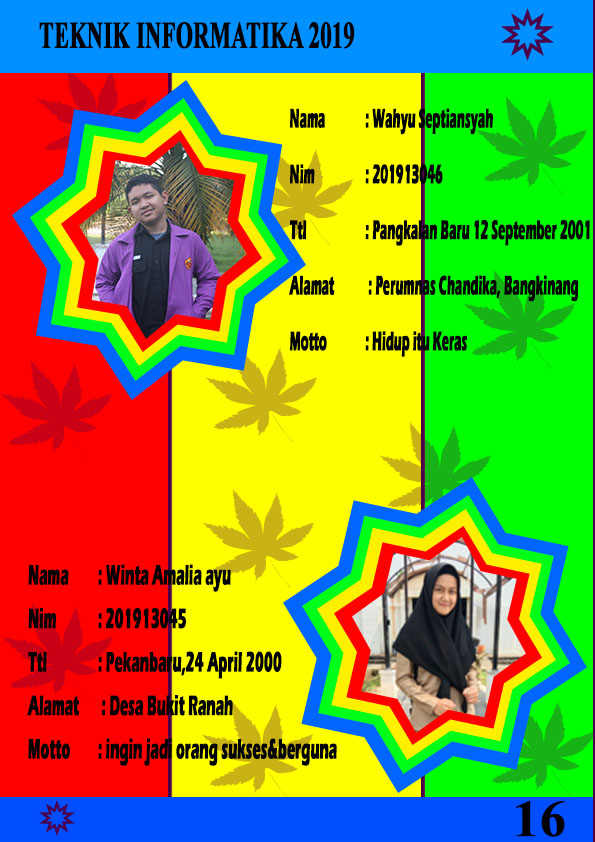 TEKNIK INFORMATIKA 2019
Nama : Wahyu Septiansyah
Nim : 201913046
Ttl : Pangkalan Baru 12 September 2001
Alamat : Perumnas Chandika, Bangkinang
Motto : Hidup itu Keras
Nama : Winta Amalia ayu
Nim : 201913045
Ttl : Pekanbaru,24 April 2000
Alamat : Desa Bukit Ranah
Motto : ingin jadi orang sukses&berguna
16